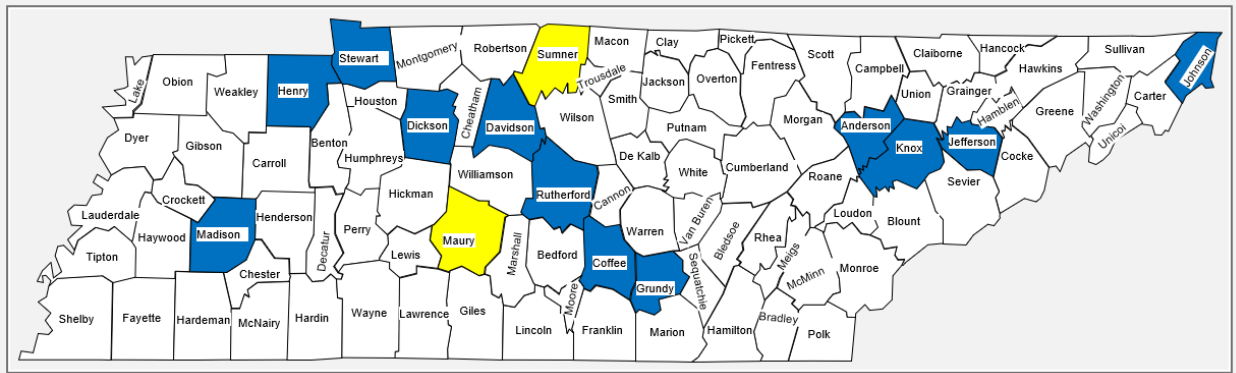 Lake
Obion
Weakley
Henry
Stewart
Montgomery
Robertson
Sumner
Macon
Trousdale
Clay
Pickett
Fentress
Scott
Campbell
Claiborne
Hancock
Hawkins
Sullivan
Johnson
Carter
Washington
Unicoi
Greene
Hamblen
Grainger
Union
Anderson
Knox
Jefferson
Cocke
Sevier
Blount
Loudon
Roane
Morgan
Cumberland
Putnam
Overton
Jackson
Smith
Wilson
Davidson
Cheatham
Dickson
Houston
Humphreys
Benton
Carroll
Gibson
Dyer
Crockett
Lauderdale
Haywood
Tipton
Madison
Henderson
Chester
Decatur
Perry
Hickman
Lewis
Maury
Williamson
Rutherford
Cannon
De Kalb
White
Warren
Van Buren
Bledsoe
Rhea
Meigs
McMinn
Monroe
Sequatchie
Grundy
Coffee
Bedford
Marshall
Moore
Shelby
Fayette
Hardeman
McNairy
Hardin
Wayne
Lawrence
Giles
Lincoln
Franklin
Marion
Hamilton
Bradley
Polk